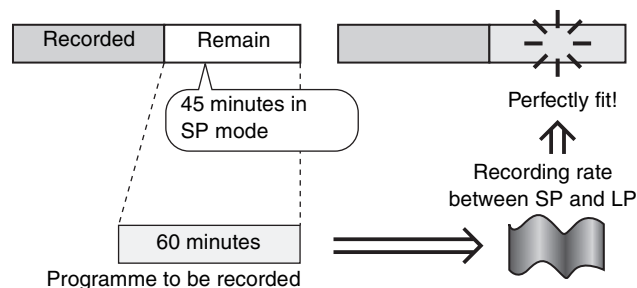 Recorded
Remain
45 minutes in
SP mode
60 minutes
Programme to be recorded
Perfectly fit!
Recording rate
between SP and LP